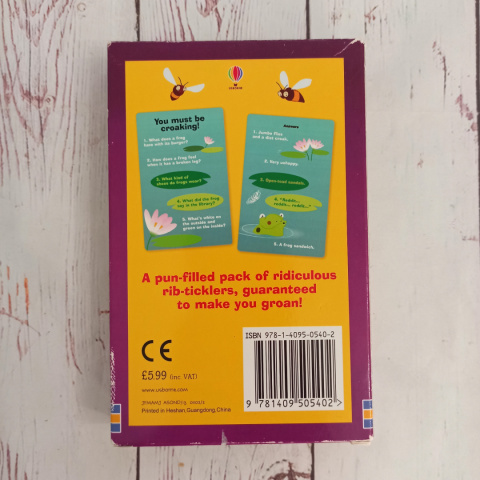 USBORNE
You must be
croaking!
1. What does a frog
have with its burger?
2. How does a frog feel
when it has a broken leg?
3. What kind of
shoes do frogs wear?
4. What did the frog
say in the library?
5. What's white on
the outside and
green on the inside?
Answers
1. French flies
and a diet croak.
2. Very unhoppy.
3. Open-toad sandals.
4. "Reddit...
reddit... reddit..."
5. A frog sandwich.
A pun-filled pack of ridiculous
rib-ticklers, guaranteed
to make you groan!
ISBN 978-1-4095-0540-2
CE
£5.99 (inc. VAT)
www.usborne.com
Printed in Heshan, Guangdong, China
9 781409 505402 >